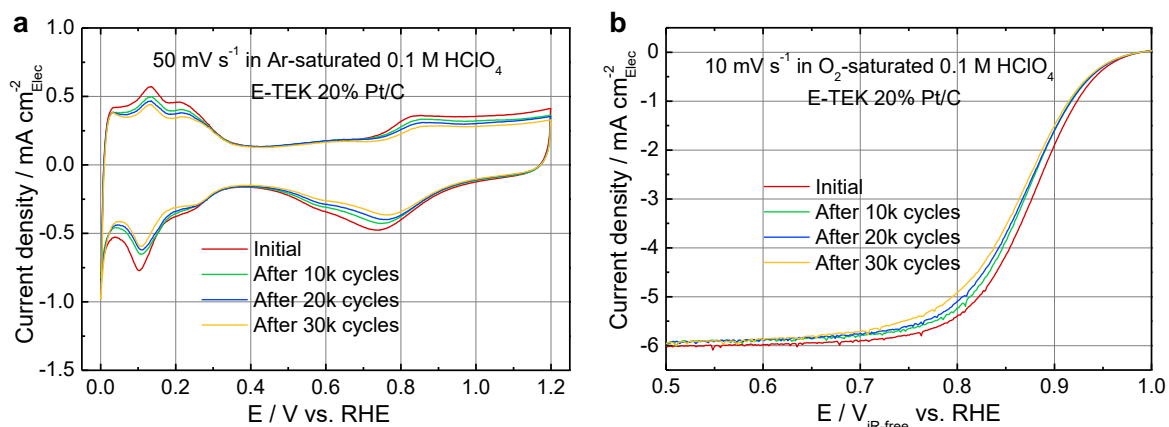 a
50 mV s⁻¹ in Ar-saturated 0.1 M HClO₄
E-TEK 20% Pt/C
Current density / mA cm⁻²Elec
1.0
0.5
0.0
-0.5
-1.0
-1.5
Initial
After 10k cycles
After 20k cycles
After 30k cycles
0.0 0.2 0.4 0.6 0.8 1.0 1.2
E / V vs. RHE
b
10 mV s⁻¹ in O₂-saturated 0.1 M HClO₄
E-TEK 20% Pt/C
Current density / mA cm⁻²Elec
0
-1
-2
-3
-4
-5
-6
Initial
After 10k cycles
After 20k cycles
After 30k cycles
0.5 0.6 0.7 0.8 0.9 1.0
E / V iR-free vs. RHE